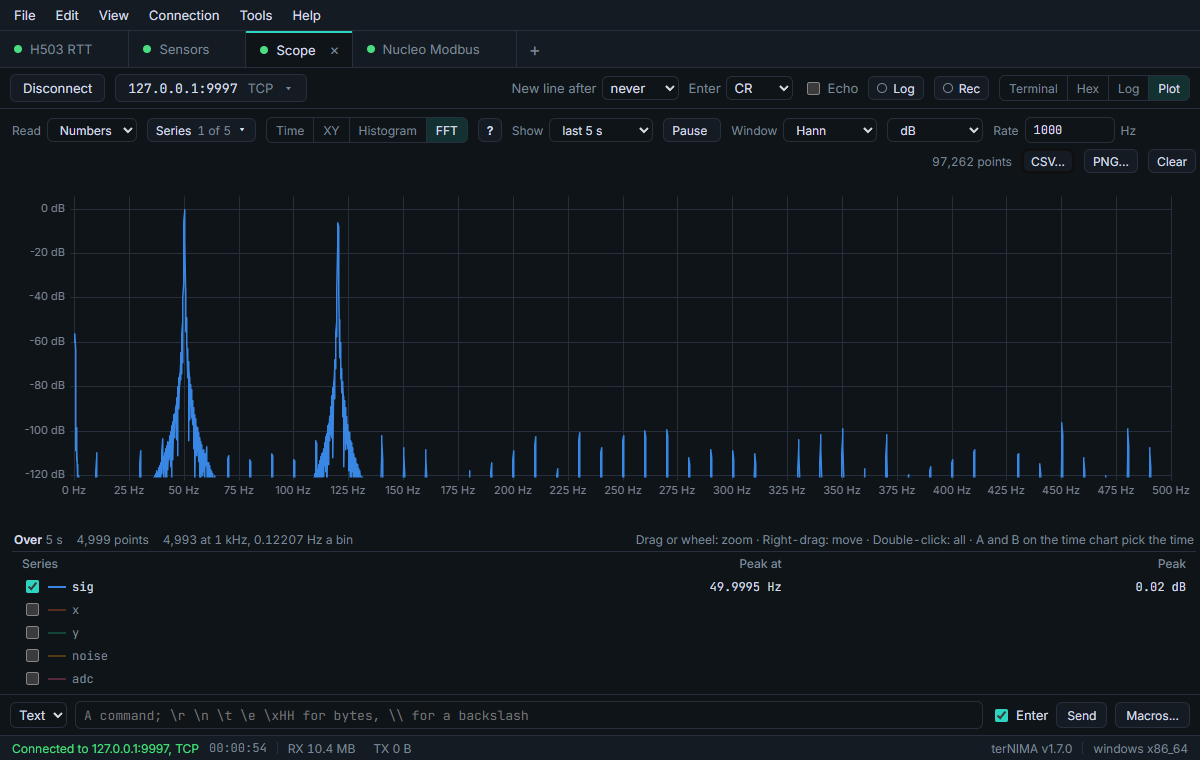 File Edit View Connection Tools Help
H503 RTT Sensors Scope × Nucleo Modbus +
Disconnect 127.0.0.1:9997 TCP New line after never Enter CR Echo Log Rec Terminal Hex Log Plot
Read Numbers Series 1 of 5 Time XY Histogram FFT ? Show last 5 s Pause Window Hann dB Rate 1000 Hz
97,262 points CSV... PNG... Clear
0 dB
-20 dB
-40 dB
-60 dB
-80 dB
-100 dB
-120 dB
0 Hz 25 Hz 50 Hz 75 Hz 100 Hz 125 Hz 150 Hz 175 Hz 200 Hz 225 Hz 250 Hz 275 Hz 300 Hz 325 Hz 350 Hz 375 Hz 400 Hz 425 Hz 450 Hz 475 Hz 500 Hz
Over 5 s 4,999 points 4,993 at 1 kHz, 0.12207 Hz a bin Drag or wheel: zoom · Right-drag: move · Double-click: all · A and B on the time chart pick the time
Series Peak at Peak
sig 49.9995 Hz 0.02 dB
x
y
noise
adc
Text A command; \r \n \t \e \xHH for bytes, \\ for a backslash Enter Send Macros...
Connected to 127.0.0.1:9997, TCP 00:00:54 RX 10.4 MB TX 0 B terNIMA v1.7.0 windows x86_64